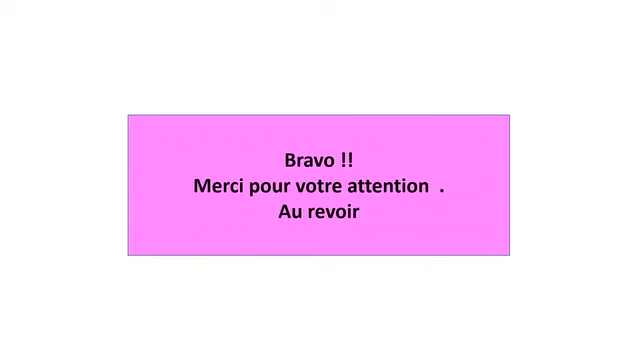 Bravo !!
Merci pour votre attention  .
Au revoir